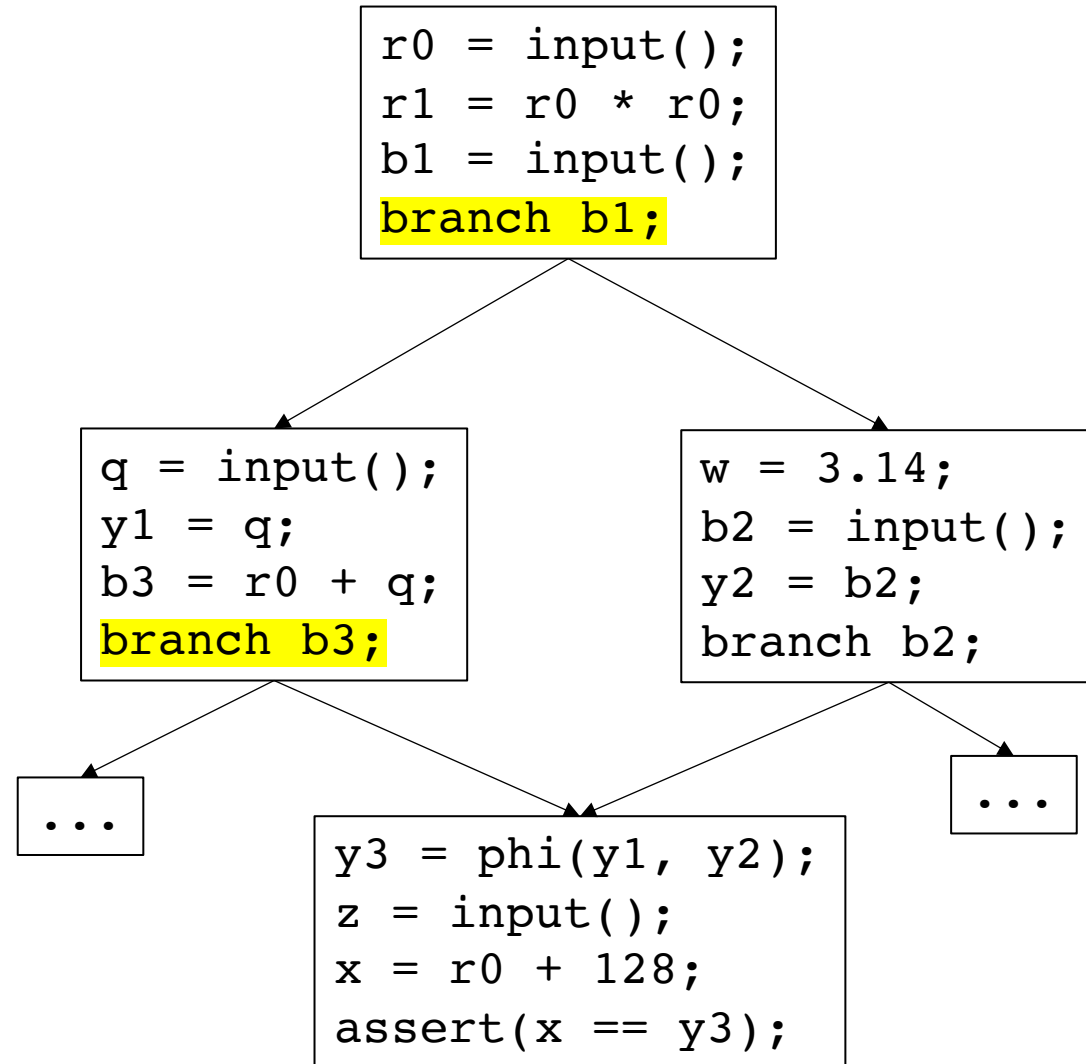 r0 = input();
r1 = r0 * r0;
b1 = input();
branch b1;
q = input();
y1 = q;
b3 = r0 + q;
branch b3;
w = 3.14;
b2 = input();
y2 = b2;
branch b2;
...
...
y3 = phi(y1, y2);
z = input();
x = r0 + 128;
assert(x == y3);